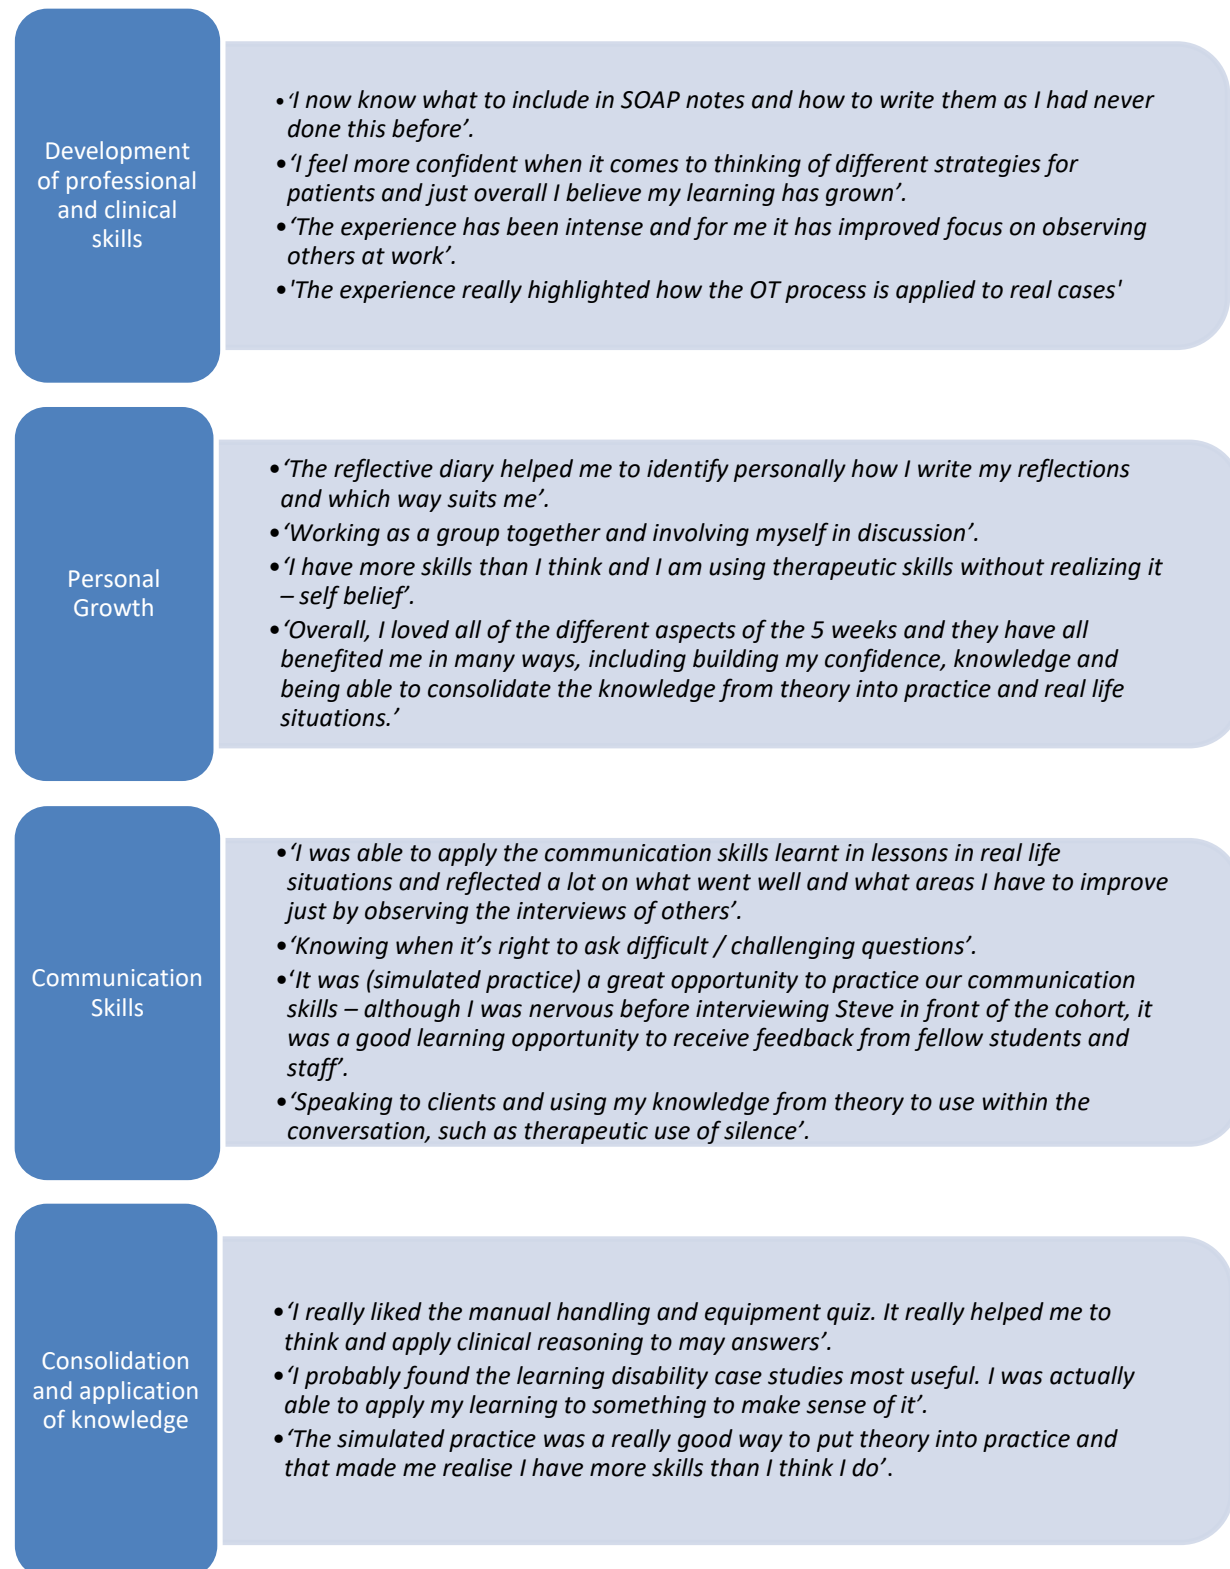 Development
of professional
and clinical
skills
•‘I now know what to include in SOAP notes and how to write them as I had never
done this before’.
•‘I feel more confident when it comes to thinking of different strategies for
patients and just overall I believe my learning has grown’.
•‘The experience has been intense and for me it has improved focus on observing
others at work’.
•'The experience really highlighted how the OT process is applied to real cases'
Personal
Growth
•‘The reflective diary helped me to identify personally how I write my reflections
and which way suits me’.
•‘Working as a group together and involving myself in discussion’.
•‘I have more skills than I think and I am using therapeutic skills without realizing it
– self belief’.
•‘Overall, I loved all of the different aspects of the 5 weeks and they have all
benefited me in many ways, including building my confidence, knowledge and
being able to consolidate the knowledge from theory into practice and real life
situations.’
Communication
Skills
•‘I was able to apply the communication skills learnt in lessons in real life
situations and reflected a lot on what went well and what areas I have to improve
just by observing the interviews of others’.
•‘Knowing when it’s right to ask difficult / challenging questions’.
•‘It was (simulated practice) a great opportunity to practice our communication
skills – although I was nervous before interviewing Steve in front of the cohort, it
was a good learning opportunity to receive feedback from fellow students and
staff’.
•‘Speaking to clients and using my knowledge from theory to use within the
conversation, such as therapeutic use of silence’.
Consolidation
and application
of knowledge
•‘I really liked the manual handling and equipment quiz. It really helped me to
think and apply clinical reasoning to may answers’.
•‘I probably found the learning disability case studies most useful. I was actually
able to apply my learning to something to make sense of it’.
•‘The simulated practice was a really good way to put theory into practice and
that made me realise I have more skills than I think I do’.